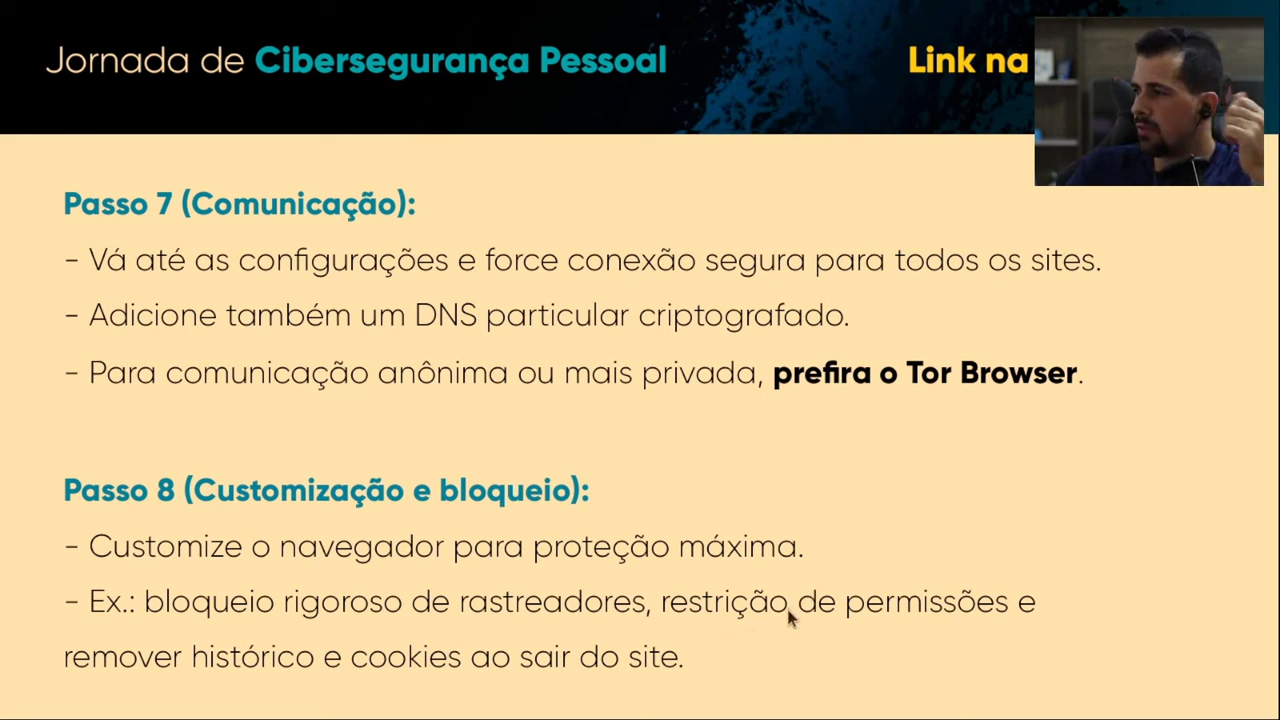 Jornada de Cibersegurança Pessoal
Link na
Passo 7 (Comunicação):
- Vá até as configurações e force conexão segura para todos os sites.
- Adicione também um DNS particular criptografado.
- Para comunicação anônima ou mais privada, prefira o Tor Browser.
Passo 8 (Customização e bloqueio):
- Customize o navegador para proteção máxima.
- Ex.: bloqueio rigoroso de rastreadores, restrição de permissões e
remover histórico e cookies ao sair do site.